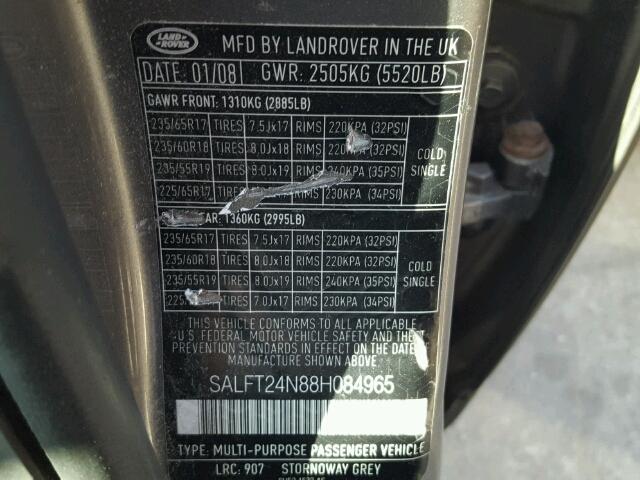 LAND ROVER
MFD BY LANDROVER IN THE UK
DATE: 01/08 GWR: 2505KG (5520LB)
GAWR FRONT: 1310KG (2885LB)
235/65R17 TIRES 7.5Jx17 RIMS 220KPA (32PSI)
235/60R18 TIRES 8.0Jx18 RIMS 220KPA (32PSI)
235/55R19 TIRES 8.0Jx19 RIMS 240KPA (35PSI)
225/65R17 RIMS 230KPA (34PSI)
COLD
SINGLE
1360KG (2995LB)
235/65R17 TIRES 7.5Jx17 RIMS 220KPA (32PSI)
235/60R18 TIRES 8.0Jx18 RIMS 220KPA (32PSI)
235/55R19 TIRES 8.0Jx19 RIMS 240KPA (35PSI)
TIRES 7.0Jx17 RIMS 230KPA (34PSI)
COLD
SINGLE
THIS VEHICLE CONFORMS TO ALL APPLICABLE
U.S. FEDERAL MOTOR VEHICLE SAFETY AND THEFT
PREVENTION STANDARDS IN EFFECT ON THE DATE OF
MANUFACTURE SHOWN ABOVE
SALFT24N88H084965
TYPE: MULTI-PURPOSE PASSENGER VEHICLE
LRC: 907 STORNOWAY GREY